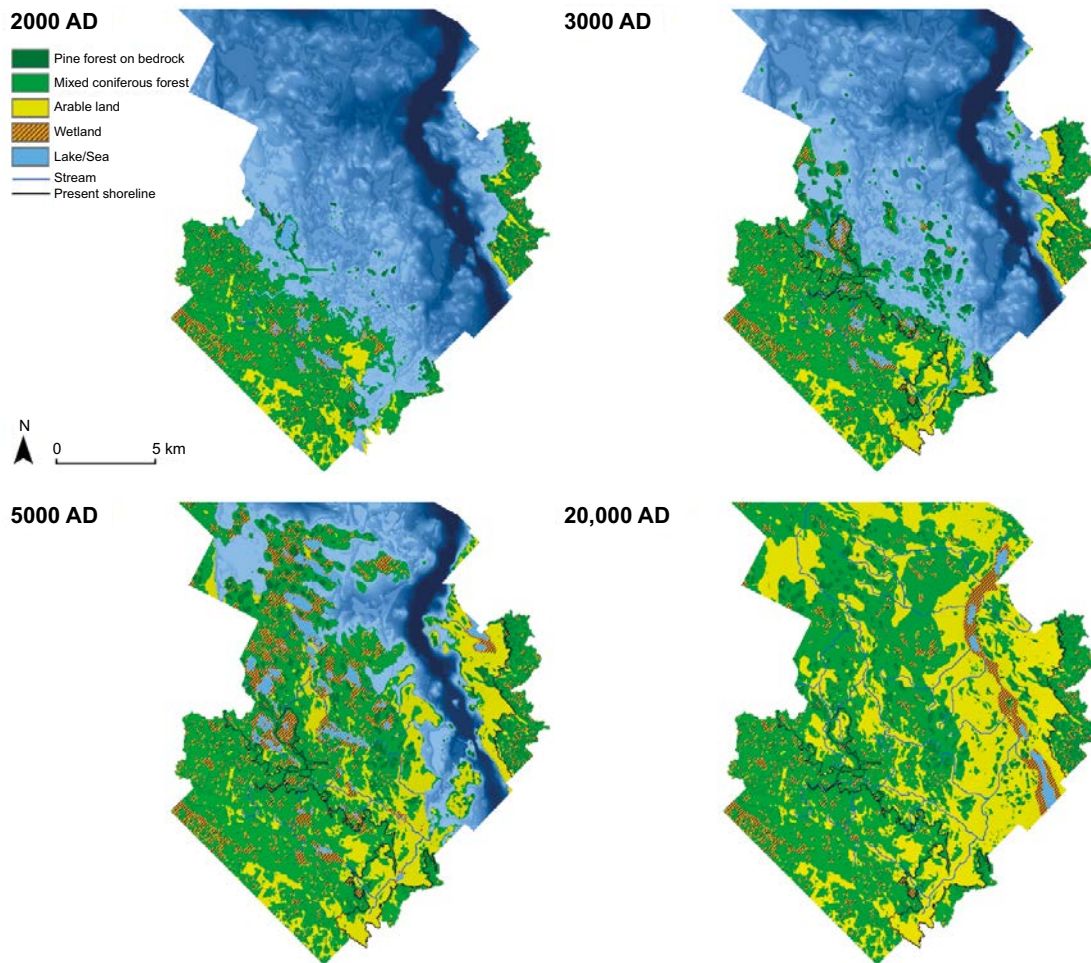 2000 AD
Pine forest on bedrock
Mixed coniferous forest
Arable land
Wetland
Lake/Sea
Stream
Present shoreline
N
0 5 km
3000 AD
5000 AD
20,000 AD